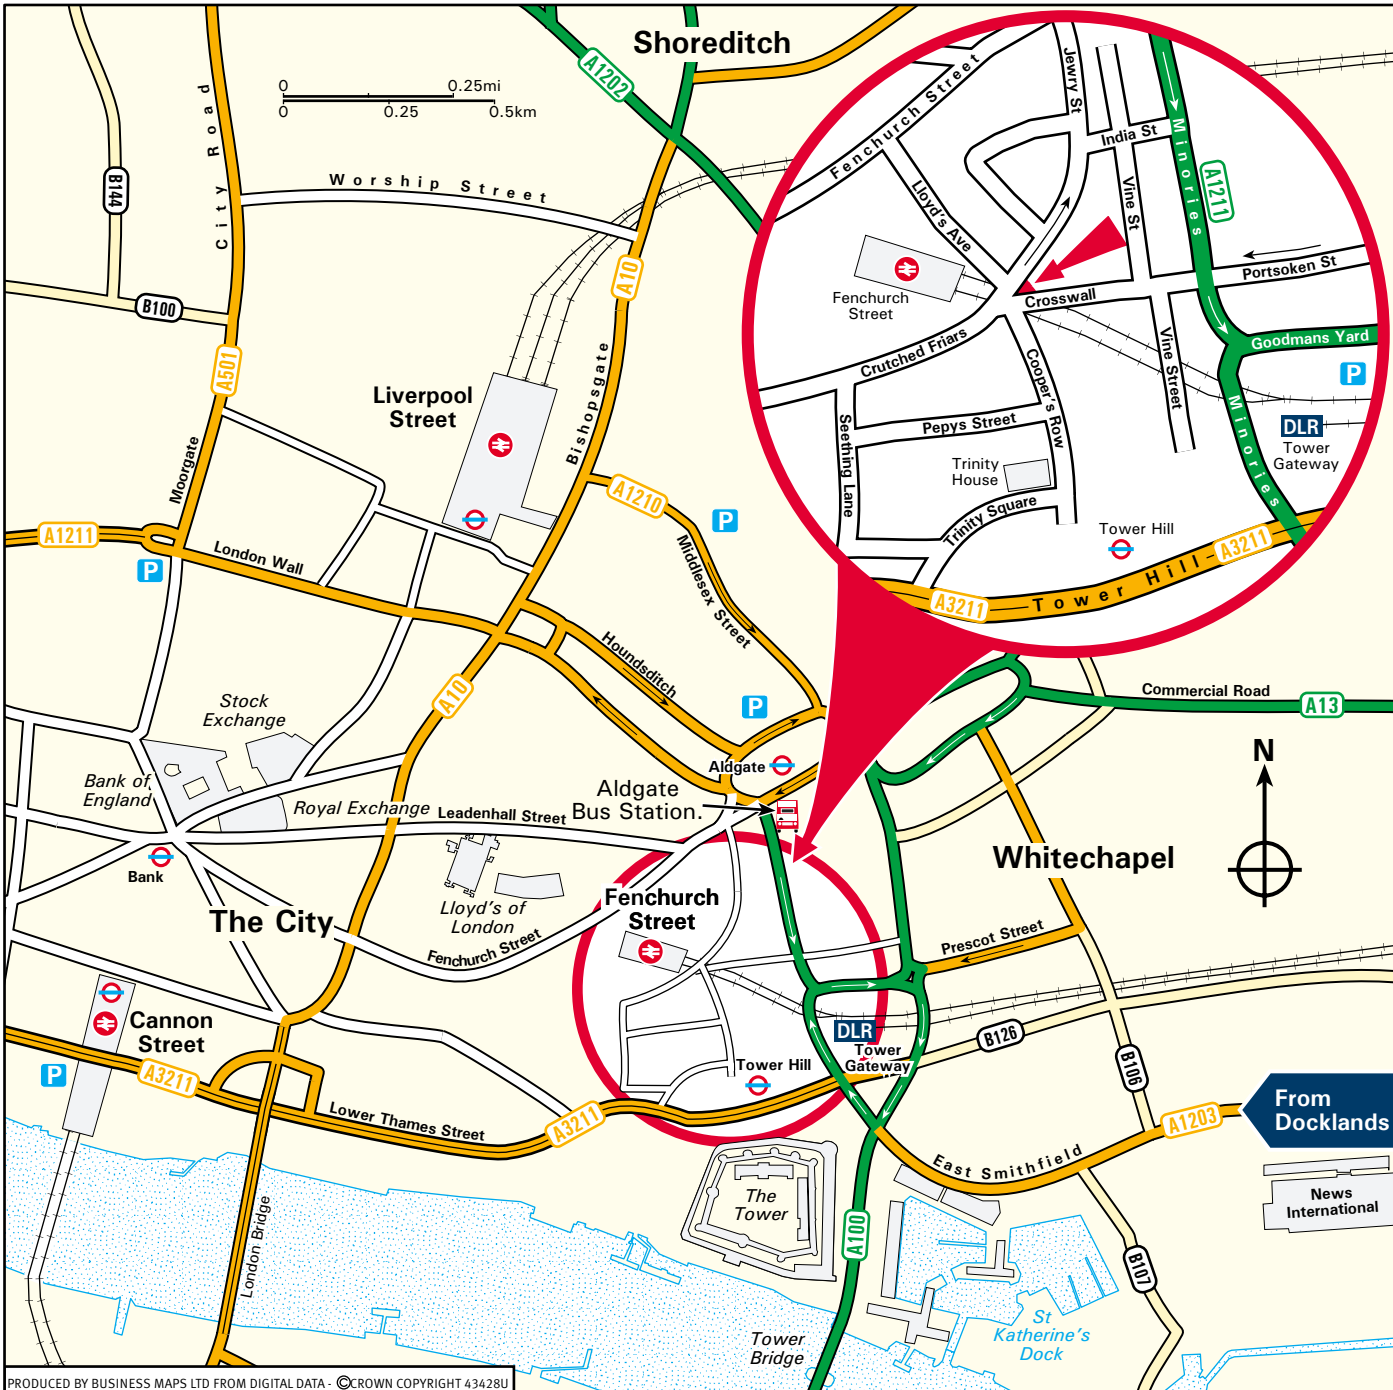 Shoreditch
A1202
0 0.25mi
0 0.25 0.5km
City Road
Worship Street
B144
B100
A10
A501
Liverpool
Street
Bishopsgate
Moorgate
A1210
P
A1211
London Wall
P
Middlesex Street
Houndsditch
Stock
Exchange
A10
P
Aldgate
Bank of
England
Royal Exchange
Leadenhall Street
Aldgate
Bus Station.
Bank
The City
Lloyd's of
London
Fenchurch Street
Fenchurch
Street
Whitechapel
Prescot Street
Commercial Road
A13
N
Cannon
Street
P
A3211
Lower Thames Street
A3211
Tower Hill
DLR
Tower
Gateway
B126
B106
A1203
From
Docklands
East Smithfield
News
International
The
Tower
A100
B107
London Bridge
Tower
Bridge
St
Katherine's
Dock
Jewry St
Fenchurch Street
India St
Minories
A1211
Lloyd's Ave
Vine St
Portsoken St
Fenchurch
Street
Crosswall
Crutched Friars
Goodmans Yard
Vine Street
P
Cooper's Row
Seething Lane
Pepys Street
Minories
DLR
Tower
Gateway
Trinity
House
Trinity Square
Tower Hill
A3211
Tower Hill
A3211
PRODUCED BY BUSINESS MAPS LTD FROM DIGITAL DATA - ©CROWN COPYRIGHT 43428U